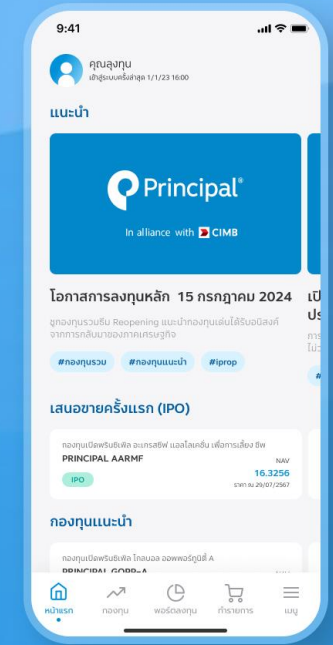 9:41
คุณลงทุน
เข้าสู่ระบบครั้งล่าสุด 1/1/23 16:00
แนะนำ
Principal®
In alliance with CIMB
โอกาสการลงทุนหลัก 15 กรกฎาคม 2024
ชูกองทุนรวมธีม Reopening แนะนำกองทุนเด่นได้รับอนิสงค์
จากการกลับมาของภาคเศรษฐกิจ
#กองทุนรวม #กองทุนแนะนำ #iprop
เสนอขายครั้งแรก (IPO)
กองทุนเปิดพรินซิเพิล อะเกรสซีฟ แอลโลเคชั่น เพื่อการเลี้ยงชีพ
PRINCIPAL AARMF
NAV
16.3256
IPO
ราคา ณ 29/07/2567
กองทุนแนะนำ
กองทุนเปิดพรินซิเพิล โกลบอล ออพพอร์ทูนิตี้ A
PRINCIPAL GOPP-A
หน้าแรก กองทุน พอร์ตลงทุน ทำรายการ เมนู